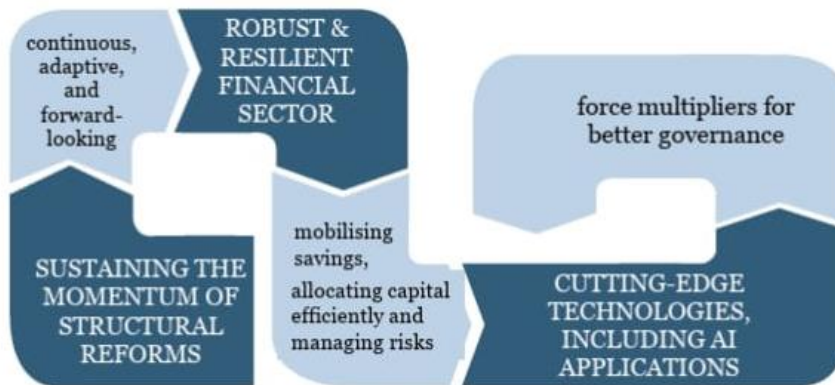 SUSTAINING THE
MOMENTUM OF
STRUCTURAL
REFORMS
continuous,
adaptive,
and
forward-
looking
ROBUST &
RESILIENT
FINANCIAL
SECTOR
mobilising
savings,
allocating capital
efficiently and
managing risks
CUTTING-EDGE
TECHNOLOGIES,
INCLUDING AI
APPLICATIONS
force multipliers for
better governance